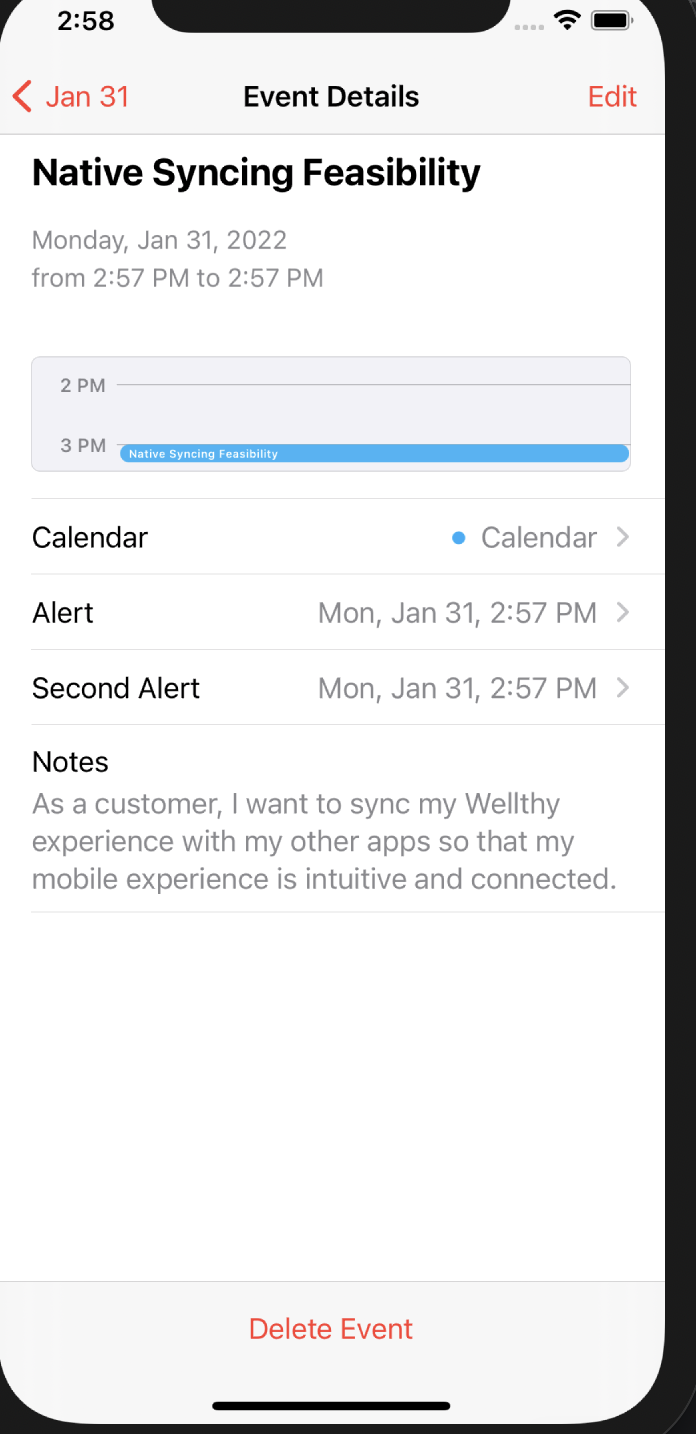 2:58
Jan 31 Event Details Edit
Native Syncing Feasibility
Monday, Jan 31, 2022
from 2:57 PM to 2:57 PM
2 PM
3 PM Native Syncing Feasibility
Calendar Calendar
Alert Mon, Jan 31, 2:57 PM
Second Alert Mon, Jan 31, 2:57 PM
Notes
As a customer, I want to sync my Wellthy
experience with my other apps so that my
mobile experience is intuitive and connected.
Delete Event